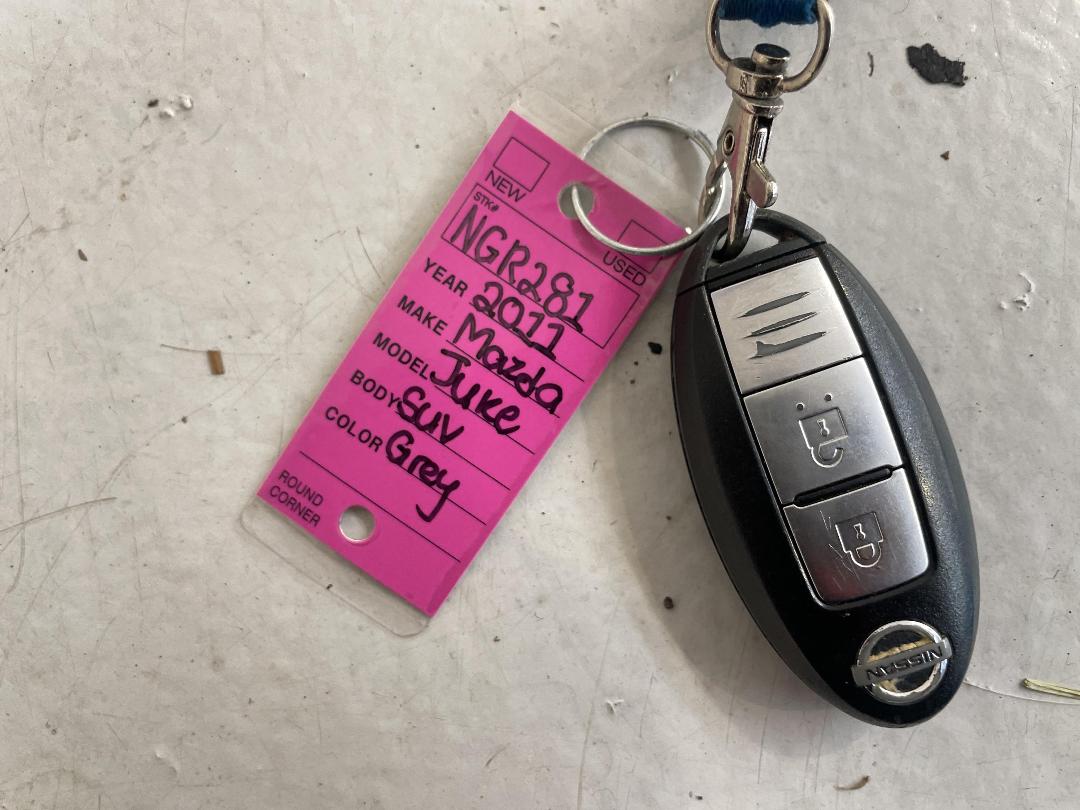 NEW
USED
STK#
NGR281
YEAR 2011
MAKE Mazda
MODEL Juke
BODY Suv
COLOR Grey
ROUND
CORNER
NISSAN